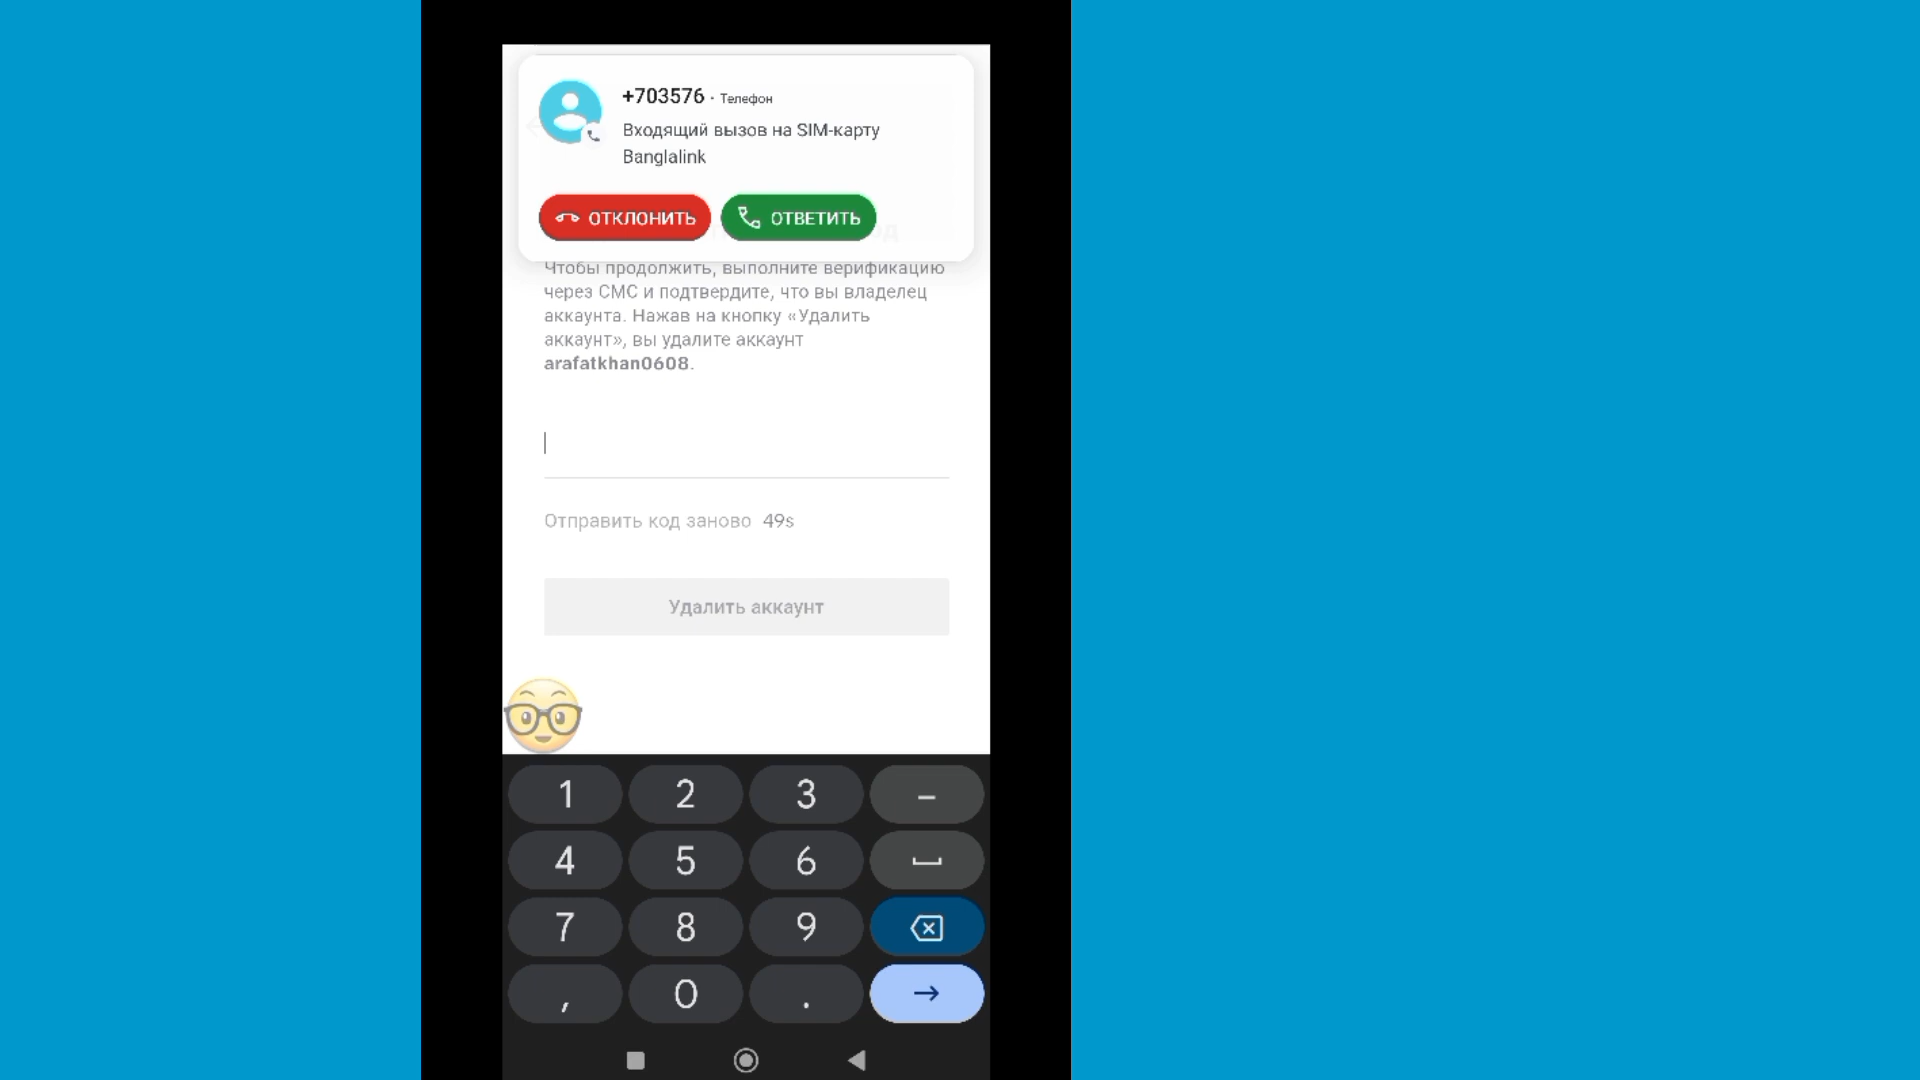 +703576 · Телефон
Входящий вызов на SIM-карту
Banglalink
ОТКЛОНИТЬ
ОТВЕТИТЬ
Чтобы продолжить, выполните верификацию
через СМС и подтвердите, что вы владелец
аккаунта. Нажав на кнопку «Удалить
аккаунт», вы удалите аккаунт
arafatkhan0608.
Отправить код заново 49s
Удалить аккаунт
1 2 3 –
4 5 6
7 8 9
, 0 . →